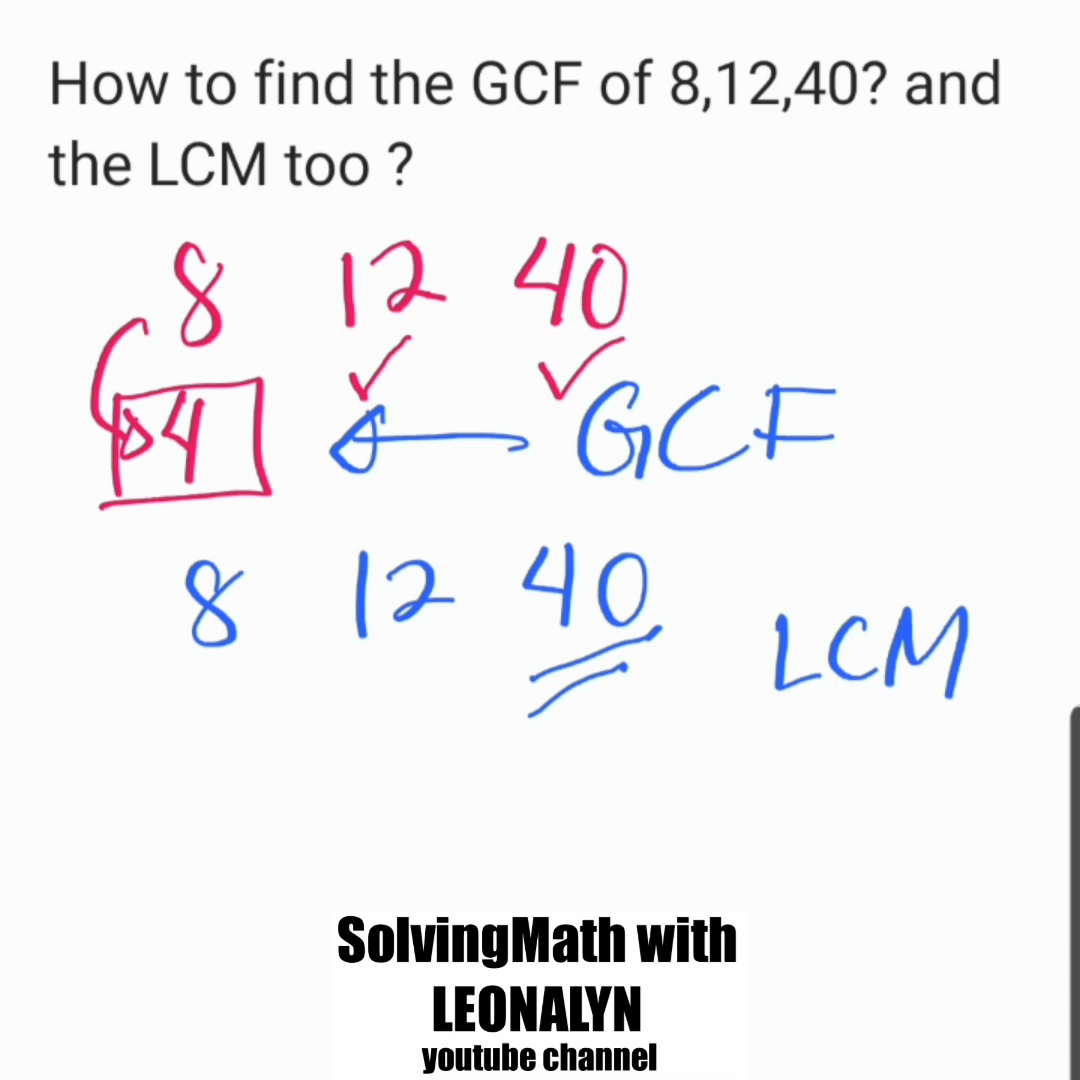 How to find the GCF of 8,12,40? and
the LCM too ?
8 12 40
4 GCF
8 12 40 LCM
SolvingMath with
LEONALYN
youtube channel